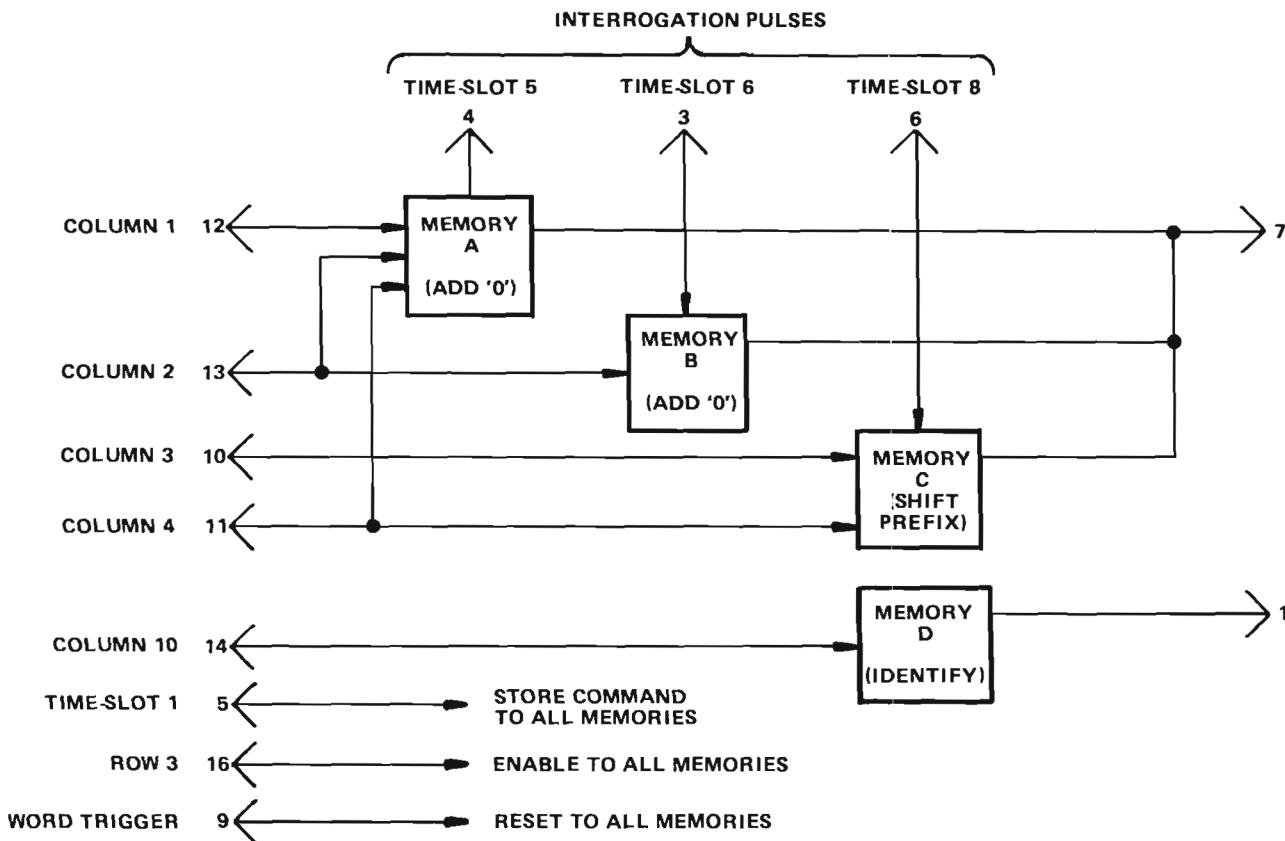 INTERROGATION PULSES
TIME-SLOT 5 TIME-SLOT 6 TIME-SLOT 8
4 3 6
COLUMN 1 12
MEMORY
A
(ADD '0')
7
COLUMN 2 13
MEMORY
B
(ADD '0')
COLUMN 3 10
COLUMN 4 11
MEMORY
C
(SHIFT
PREFIX)
COLUMN 10 14
MEMORY
D
(IDENTIFY)
1
TIME-SLOT 1 5 STORE COMMAND
TO ALL MEMORIES
ROW 3 16 ENABLE TO ALL MEMORIES
WORD TRIGGER 9 RESET TO ALL MEMORIES